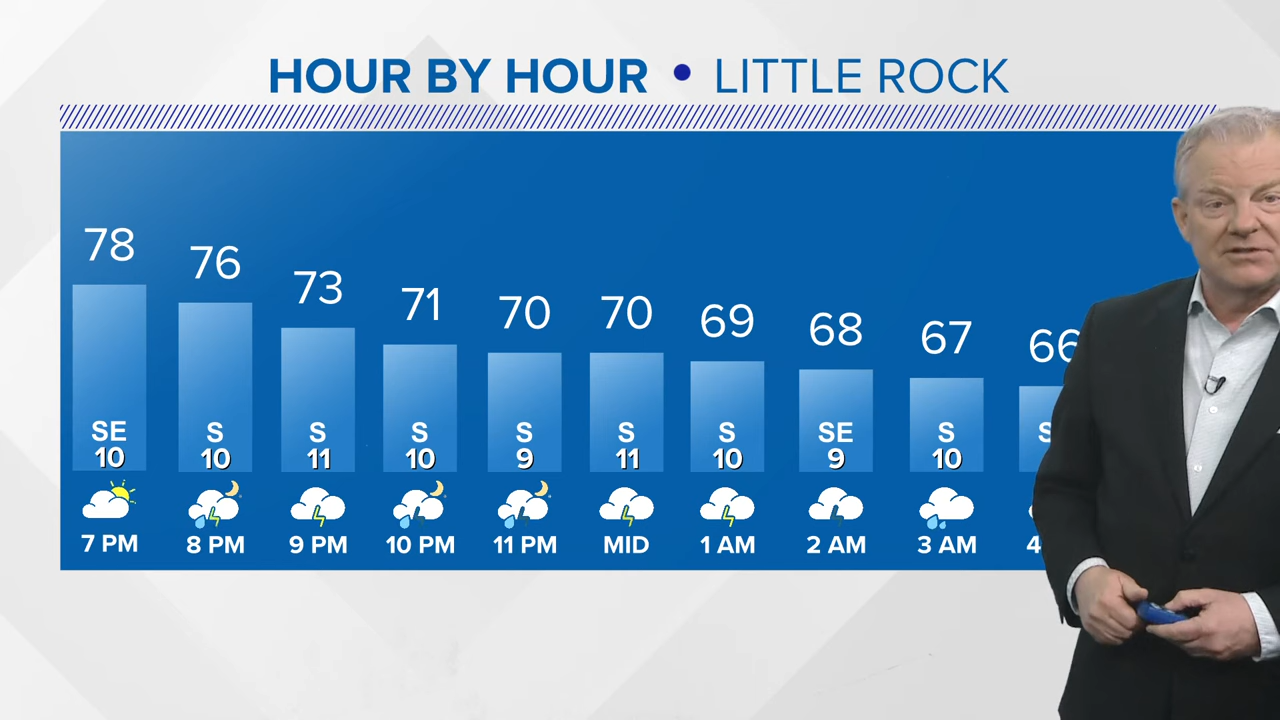 HOUR BY HOUR • LITTLE ROCK
78 76 73 71 70 70 69 68 67 66
SE S S S S S S SE S S
10 10 11 10 9 11 10 9 10
7 PM 8 PM 9 PM 10 PM 11 PM MID 1 AM 2 AM 3 AM 4